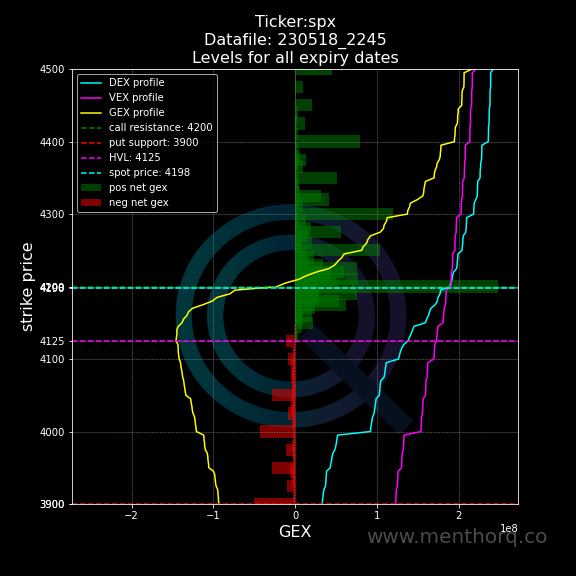 Ticker:spx
Datafile: 230518_2245
Levels for all expiry dates
DEX profile
VEX profile
GEX profile
call resistance: 4200
put support: 3900
HVL: 4125
spot price: 4198
pos net gex
neg net gex
strike price
4500
4400
4300
4125
4100
4000
3900
−2
−1
0
1
2
1e8
GEX
www.menthorq.co